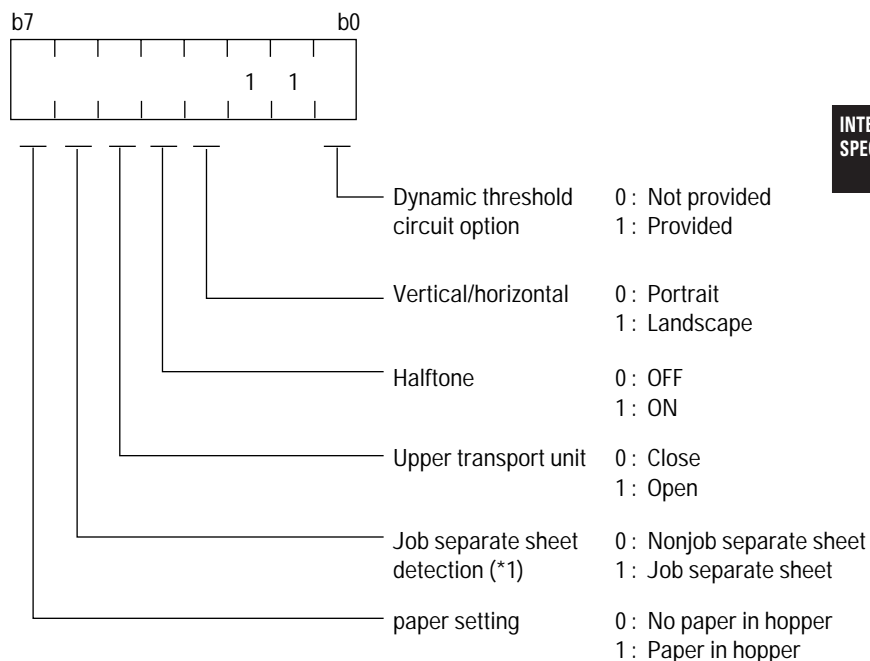 b7 b0
1 1
INTE
SPEC
Dynamic threshold 0 : Not provided
circuit option 1 : Provided
Vertical/horizontal 0 : Portrait
1 : Landscape
Halftone 0 : OFF
1 : ON
Upper transport unit 0 : Close
1 : Open
Job separate sheet 0 : Nonjob separate sheet
detection (*1) 1 : Job separate sheet
paper setting 0 : No paper in hopper
1 : Paper in hopper